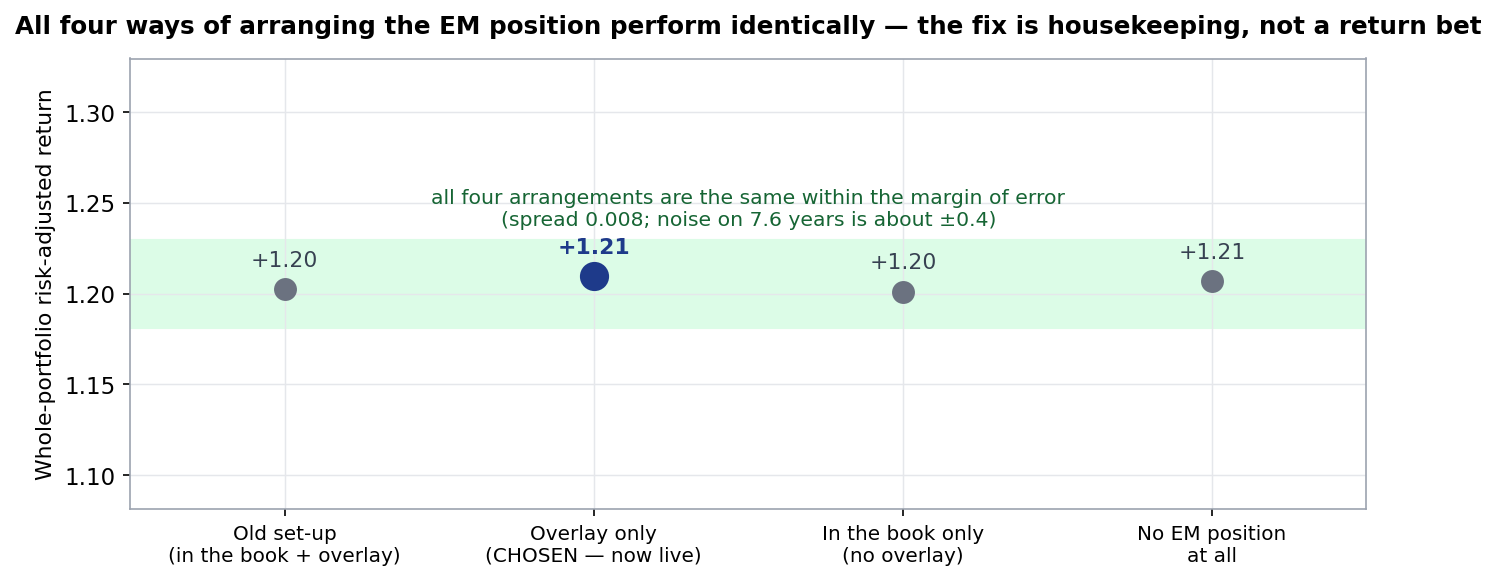 All four ways of arranging the EM position perform identically — the fix is housekeeping, not a return bet
Whole-portfolio risk-adjusted return
1.30
1.25
1.20
1.15
1.10
all four arrangements are the same within the margin of error
(spread 0.008; noise on 7.6 years is about ±0.4)
+1.20
+1.21
+1.20
+1.21
Old set-up
(in the book + overlay)
Overlay only
(CHOSEN — now live)
In the book only
(no overlay)
No EM position
at all